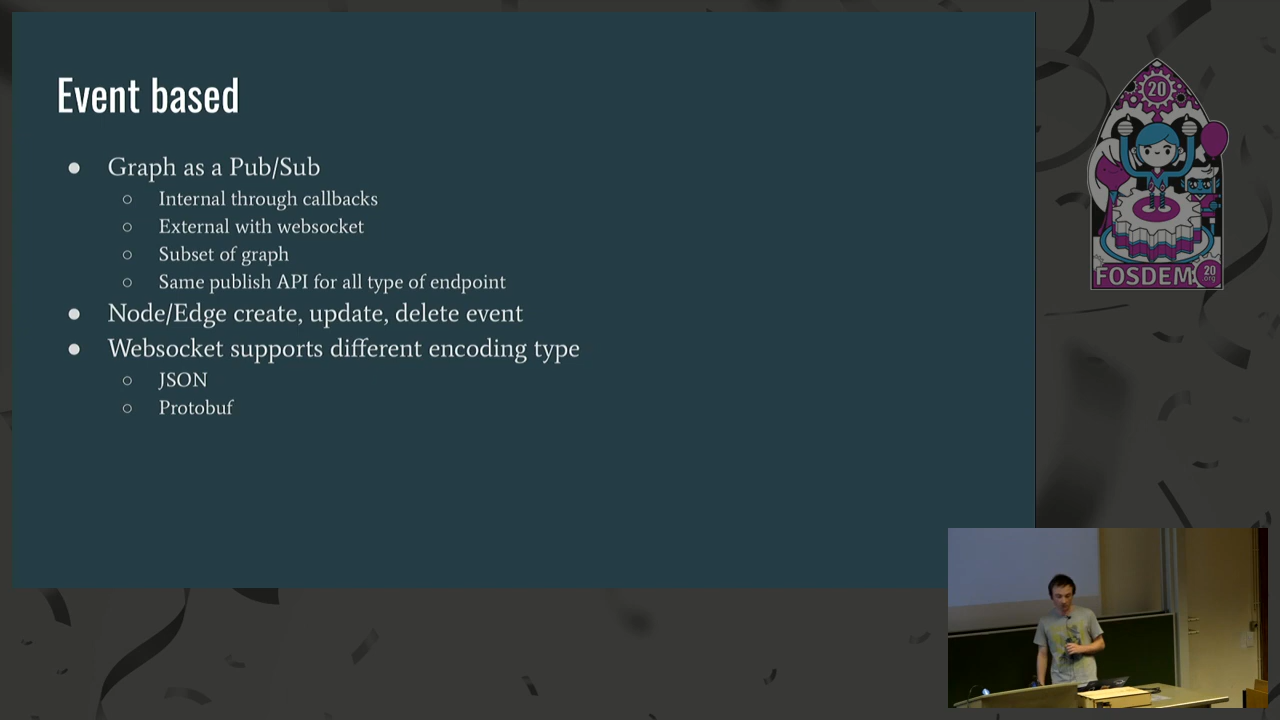 Event based
● Graph as a Pub/Sub
○ Internal through callbacks
○ External with websocket
○ Subset of graph
○ Same publish API for all type of endpoint
● Node/Edge create, update, delete event
● Websocket supports different encoding type
○ JSON
○ Protobuf
20
FOSDEM
20
org